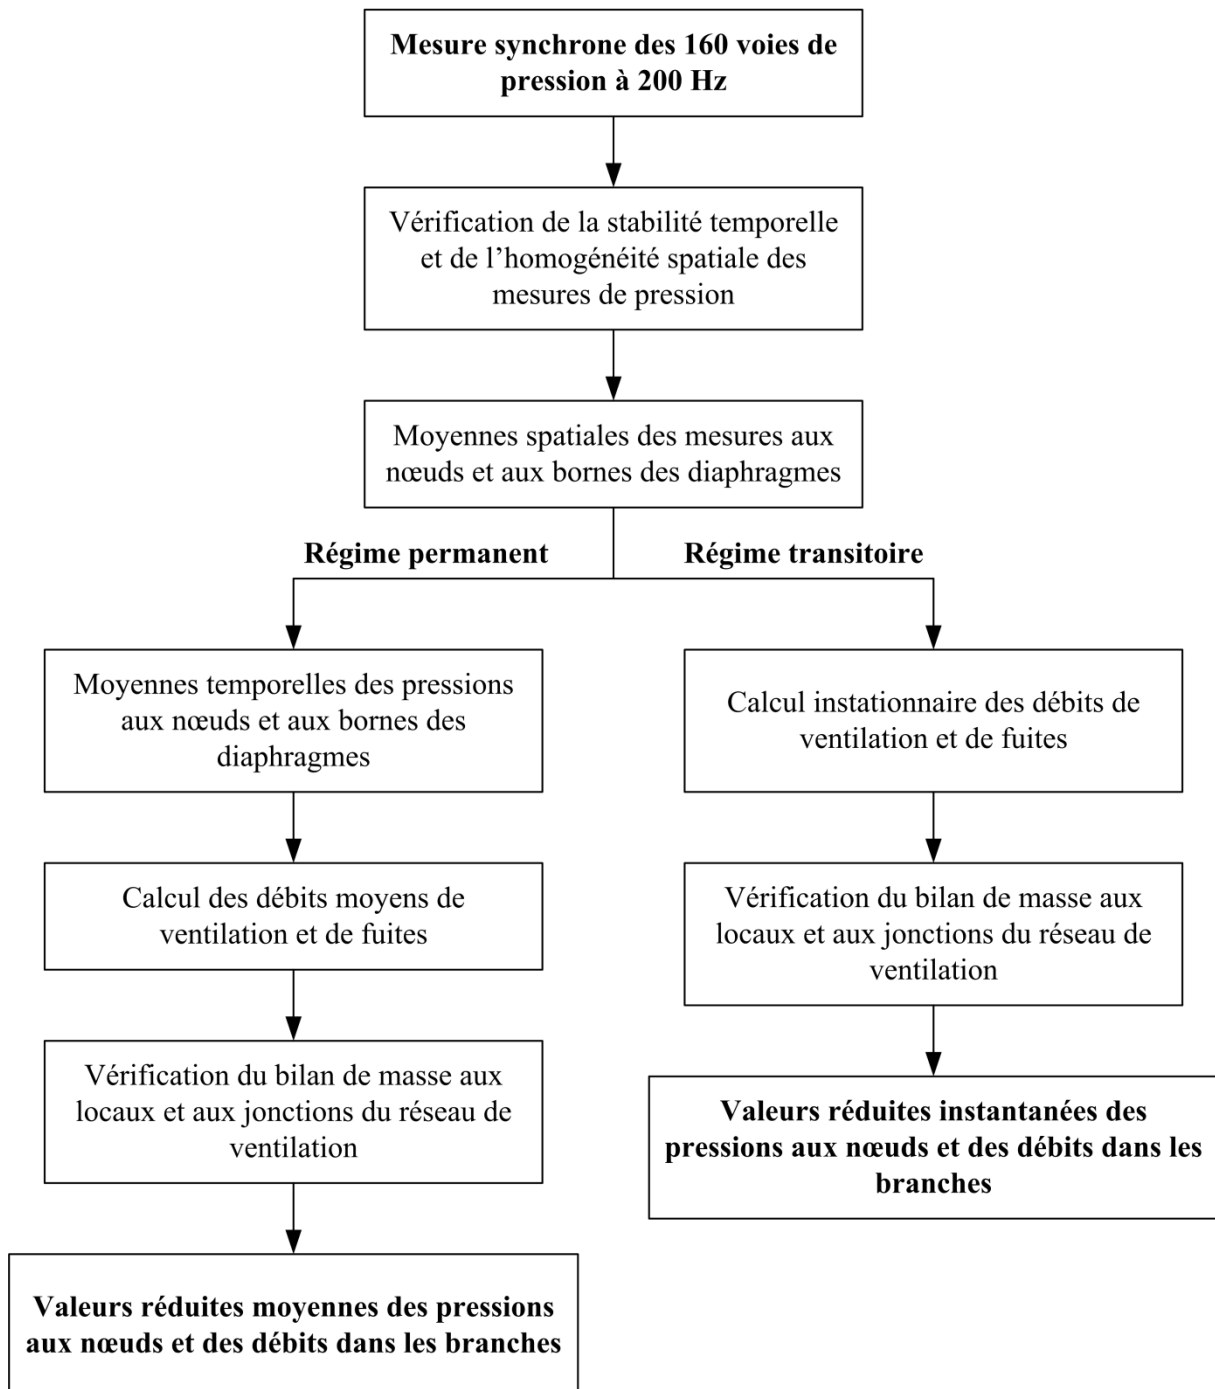 Mesure synchrone des 160 voies de
pression à 200 Hz
Vérification de la stabilité temporelle
et de l’homogénéité spatiale des
mesures de pression
Moyennes spatiales des mesures aux
nœuds et aux bornes des diaphragmes
Régime permanent
Régime transitoire
Moyennes temporelles des pressions
aux nœuds et aux bornes des
diaphragmes
Calcul des débits moyens de
ventilation et de fuites
Vérification du bilan de masse aux
locaux et aux jonctions du réseau de
ventilation
Valeurs réduites moyennes des pressions
aux nœuds et des débits dans les branches
Calcul instationnaire des débits de
ventilation et de fuites
Vérification du bilan de masse aux
locaux et aux jonctions du réseau de
ventilation
Valeurs réduites instantanées des
pressions aux nœuds et des débits dans les
branches